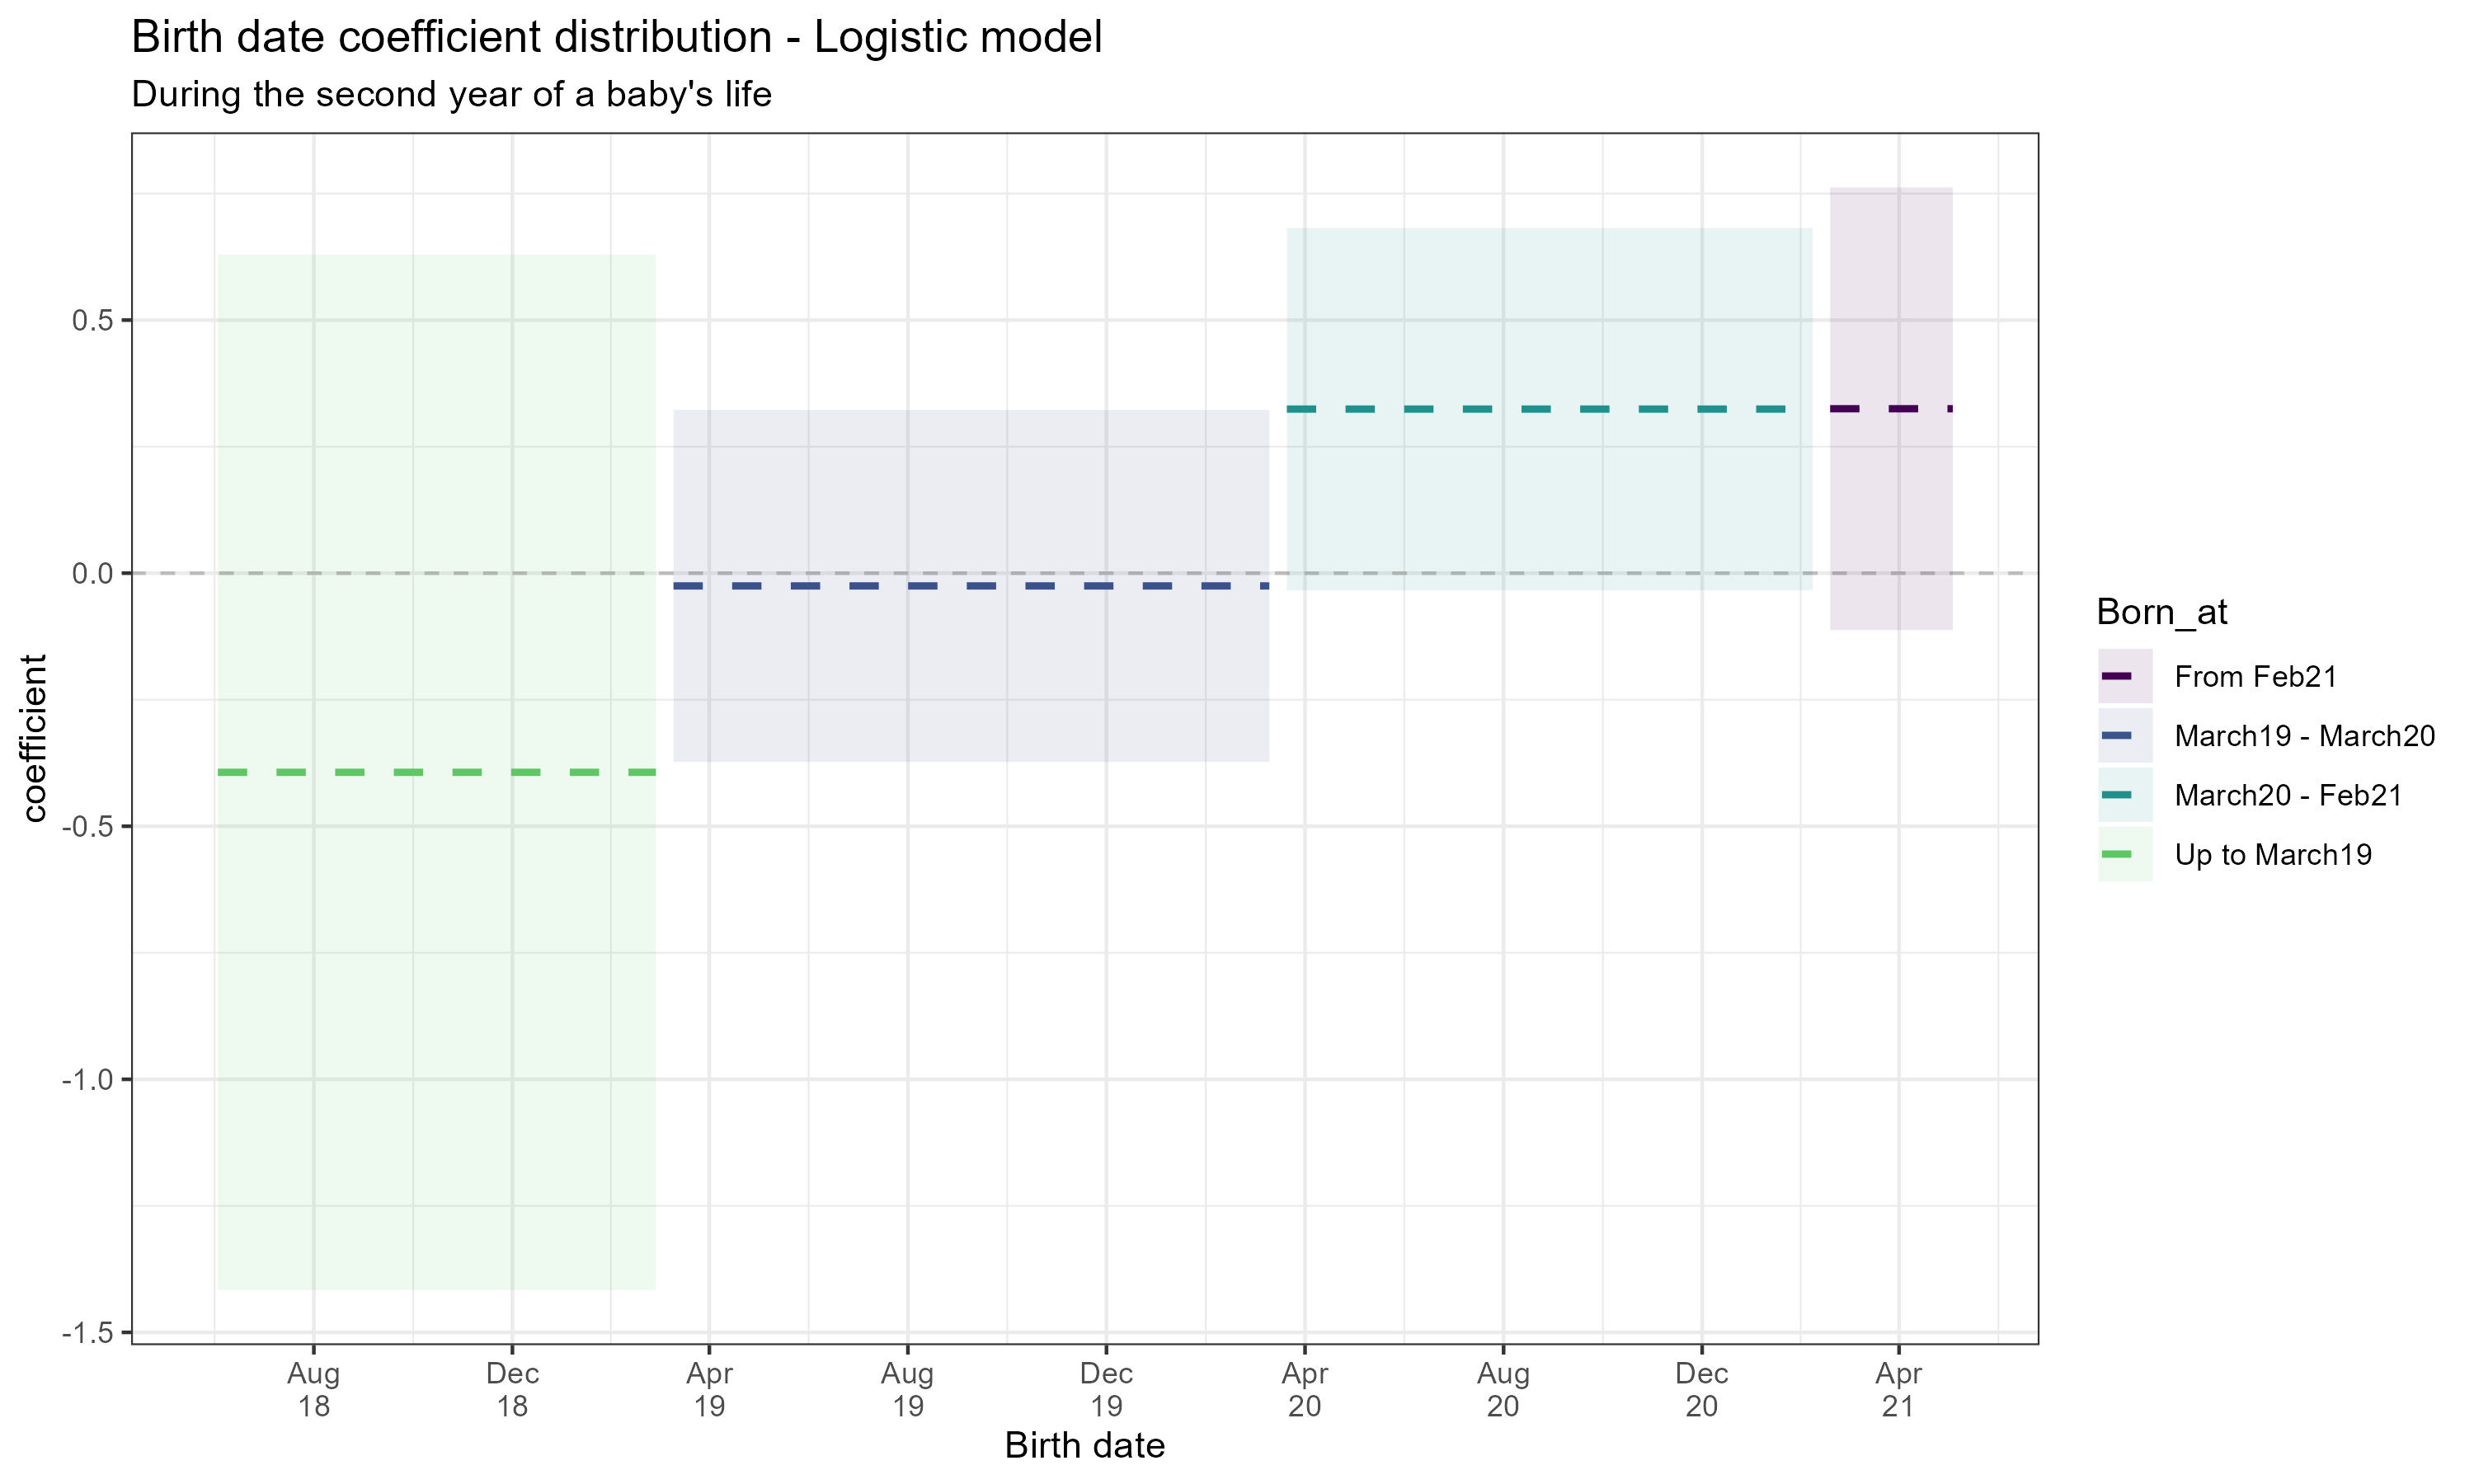 Birth date coefficient distribution - Logistic model
During the second year of a baby's life
coefficient
0.5
0.0
-0.5
-1.0
-1.5
Aug 18
Dec 18
Apr 19
Aug 19
Dec 19
Apr 20
Aug 20
Dec 20
Apr 21
Birth date
Born_at
From Feb21
March19 - March20
March20 - Feb21
Up to March19